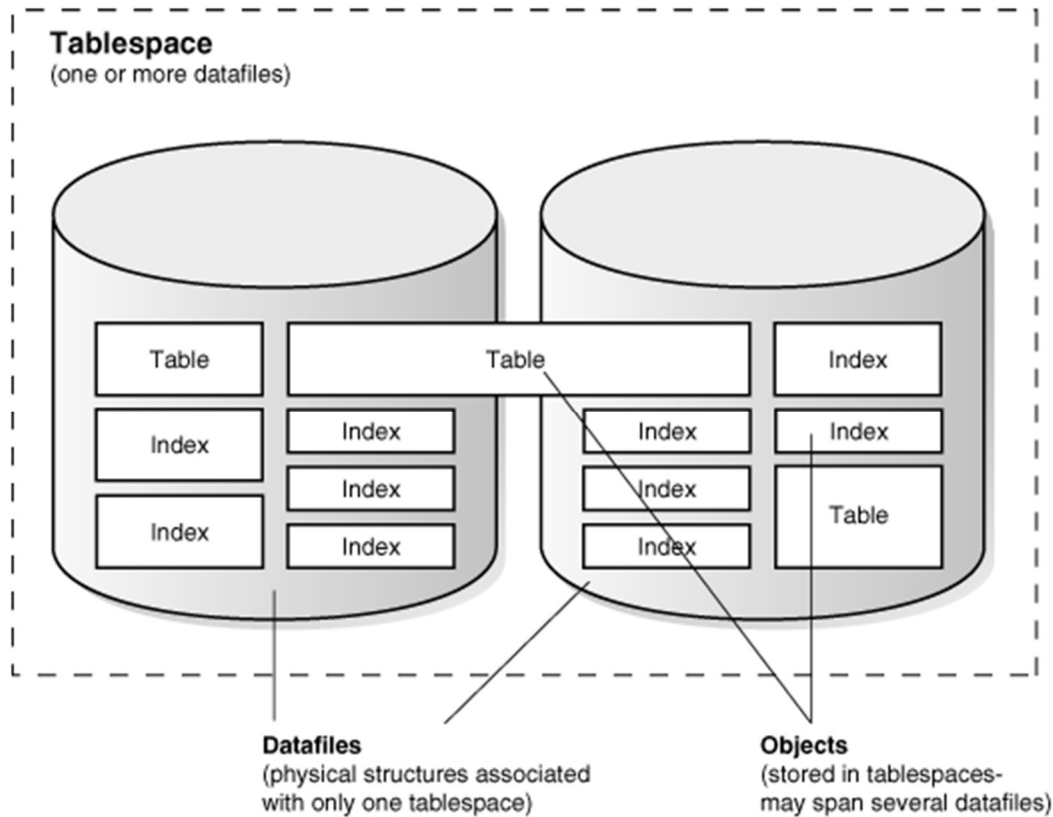 Tablespace
(one or more datafiles)
Table
Table
Index
Index
Index
Index
Index
Index
Index
Index
Table
Index
Index
Index
Datafiles
(physical structures associated
with only one tablespace)
Objects
(stored in tablespaces-
may span several datafiles)